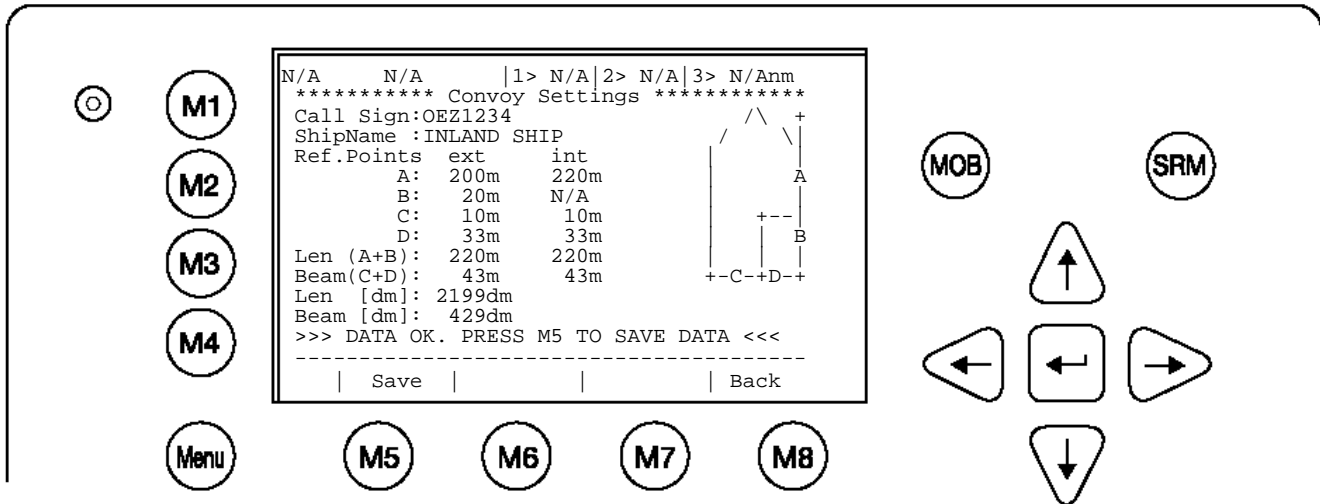 N/A N/A |1> N/A|2> N/A|3> N/Anm
*********** Convoy Settings ************
Call Sign:OEZ1234
ShipName :INLAND SHIP
Ref.Points ext int
A: 200m 220m
B: 20m N/A
C: 10m 10m
D: 33m 33m
Len (A+B): 220m 220m
Beam(C+D): 43m 43m
Len [dm]: 2199dm
Beam [dm]: 429dm
>>> DATA OK. PRESS M5 TO SAVE DATA <<<
| Save | | | Back
A
B
+-C-+D-+
M1
M2
M3
M4
Menu
M5
M6
M7
M8
MOB
SRM